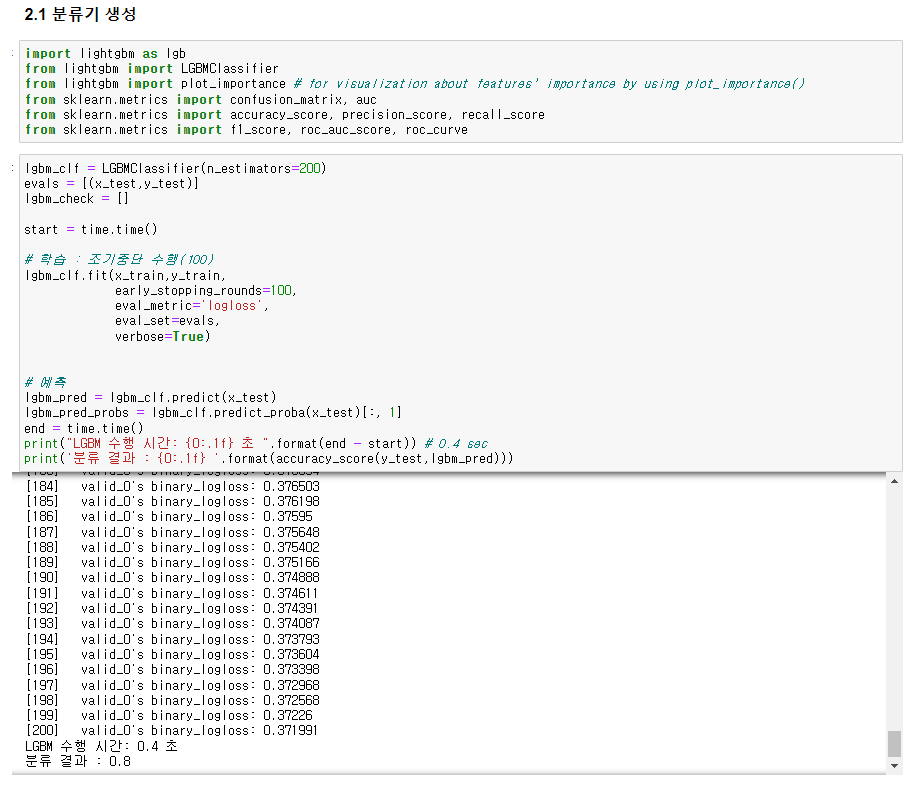 2.1 분류기 생성
import lightgbm as lgb
from lightgbm import LGBMClassifier
from lightgbm import plot_importance # for visualization about features' importance by using plot_importance()
from sklearn.metrics import confusion_matrix, auc
from sklearn.metrics import accuracy_score, precision_score, recall_score
from sklearn.metrics import f1_score, roc_auc_score, roc_curve
lgbm_clf = LGBMClassifier(n_estimators=200)
evals = [(x_test,y_test)]
lgbm_check = []
start = time.time()
# 학습 : 조기중단 수행(100)
lgbm_clf.fit(x_train,y_train,
early_stopping_rounds=100,
eval_metric='logloss',
eval_set=evals,
verbose=True)
# 예측
lgbm_pred = lgbm_clf.predict(x_test)
lgbm_pred_probs = lgbm_clf.predict_proba(x_test)[:, 1]
end = time.time()
print("LGBM 수행 시간: {0:.1f} 초 ".format(end - start)) # 0.4 sec
print('분류 결과 : {0:.1f} '.format(accuracy_score(y_test,lgbm_pred)))
[184] valid_0's binary_logloss: 0.376503
[185] valid_0's binary_logloss: 0.376198
[186] valid_0's binary_logloss: 0.37595
[187] valid_0's binary_logloss: 0.375648
[188] valid_0's binary_logloss: 0.375402
[189] valid_0's binary_logloss: 0.375166
[190] valid_0's binary_logloss: 0.374888
[191] valid_0's binary_logloss: 0.374611
[192] valid_0's binary_logloss: 0.374391
[193] valid_0's binary_logloss: 0.374087
[194] valid_0's binary_logloss: 0.373793
[195] valid_0's binary_logloss: 0.373604
[196] valid_0's binary_logloss: 0.373398
[197] valid_0's binary_logloss: 0.372968
[198] valid_0's binary_logloss: 0.372568
[199] valid_0's binary_logloss: 0.37226
[200] valid_0's binary_logloss: 0.371991
LGBM 수행 시간: 0.4 초
분류 결과 : 0.8